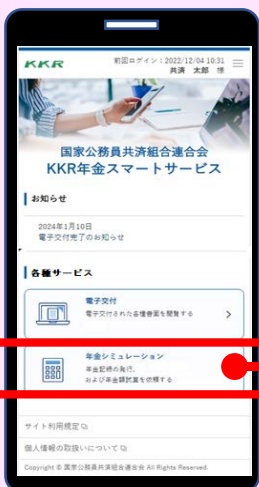 KKR
前回ログイン：2022/12/04 10:31
共済 太郎 様
国家公務員共済組合連合会
KKR年金スマートサービス
お知らせ
2024年1月10日
電子交付完了のお知らせ
各種サービス
電子交付
電子交付された各種書面を閲覧する
年金シミュレーション
年金記録の発行、
および年金額試算を依頼する
サイト利用規定
個人情報の取扱いについて
Copyright © 国家公務員共済組合連合会 All Rights Reserved.